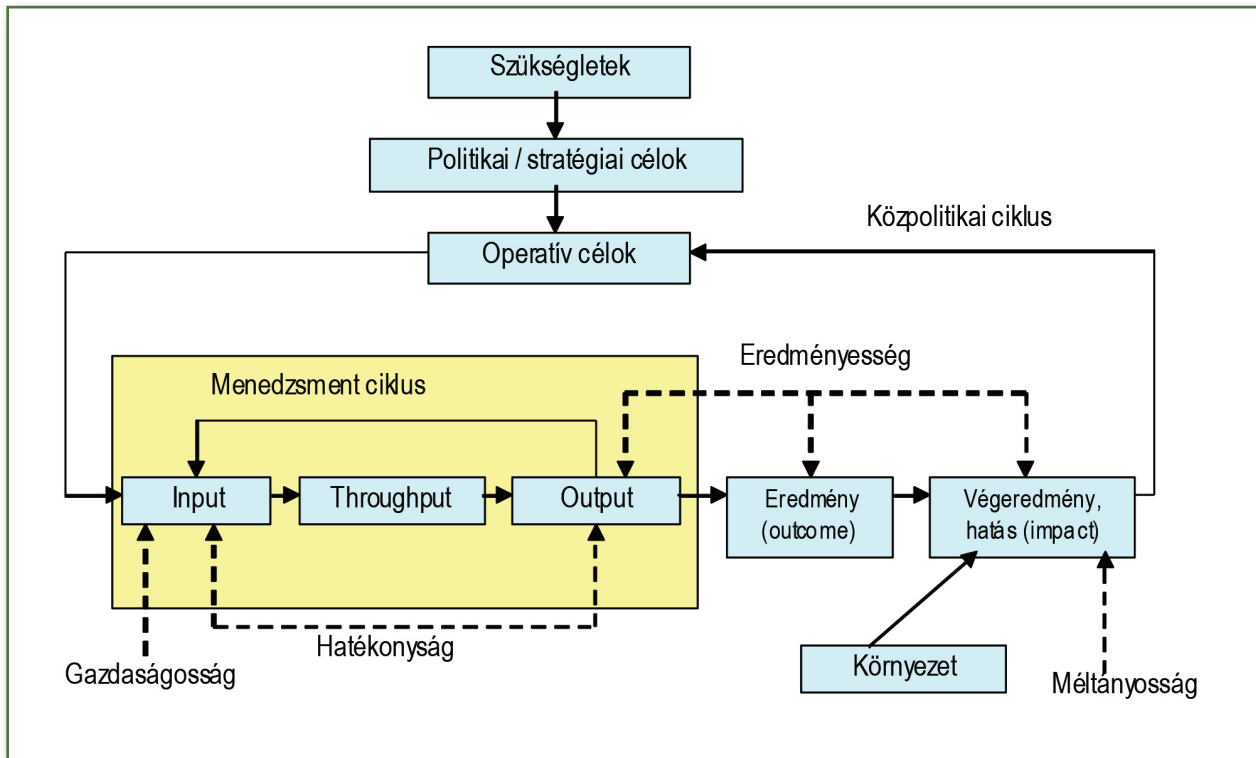 Szükségletek
Politikai / stratégiai célok
Közpolitikai ciklus
Operatív célok
Eredményesség
Menedzsment ciklus
Input
Throughput
Output
Eredmény
(outcome)
Végeredmény,
hatás (impact)
Hatékonyság
Gazdaságosság
Környezet
Méltányosság